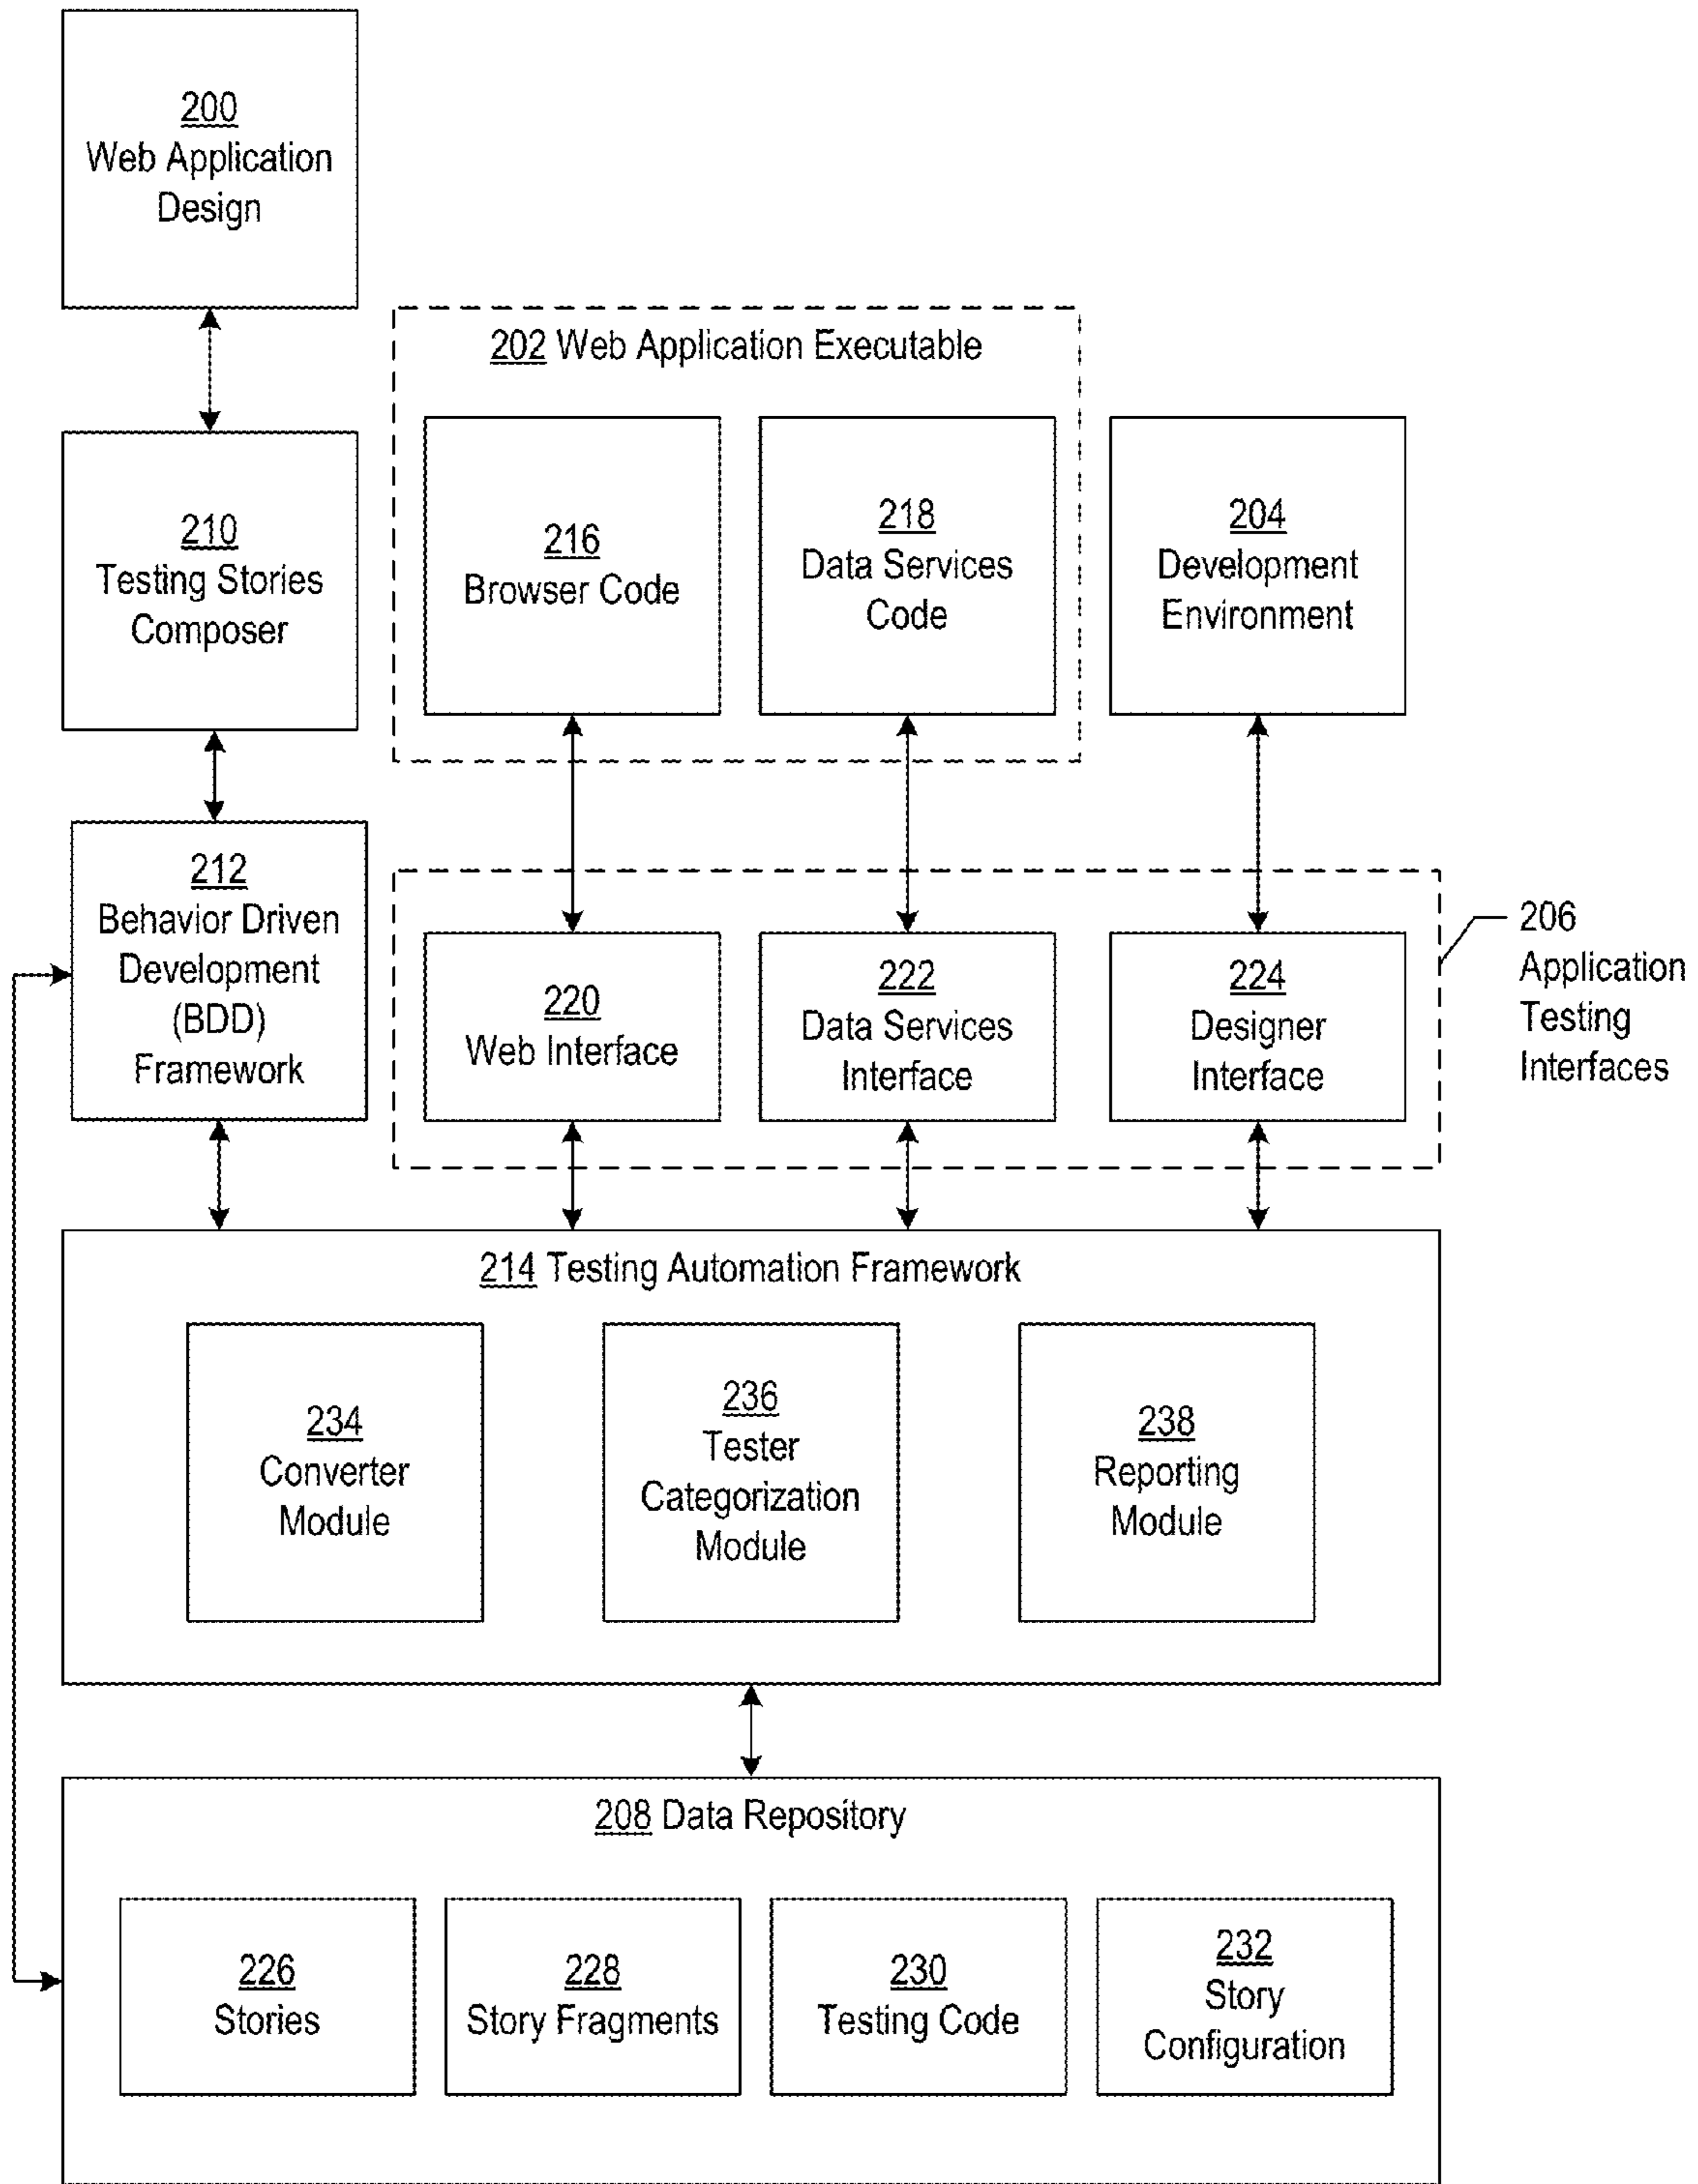 200
Web Application
Design
202 Web Application Executable
210
Testing Stories
Composer
216
Browser Code
218
Data Services
Code
204
Development
Environment
212
Behavior Driven
Development
(BDD)
Framework
220
Web Interface
222
Data Services
Interface
224
Designer
Interface
206
Application
Testing
Interfaces
214 Testing Automation Framework
234
Converter
Module
236
Tester
Categorization
Module
238
Reporting
Module
208 Data Repository
226
Stories
228
Story Fragments
230
Testing Code
232
Story
Configuration